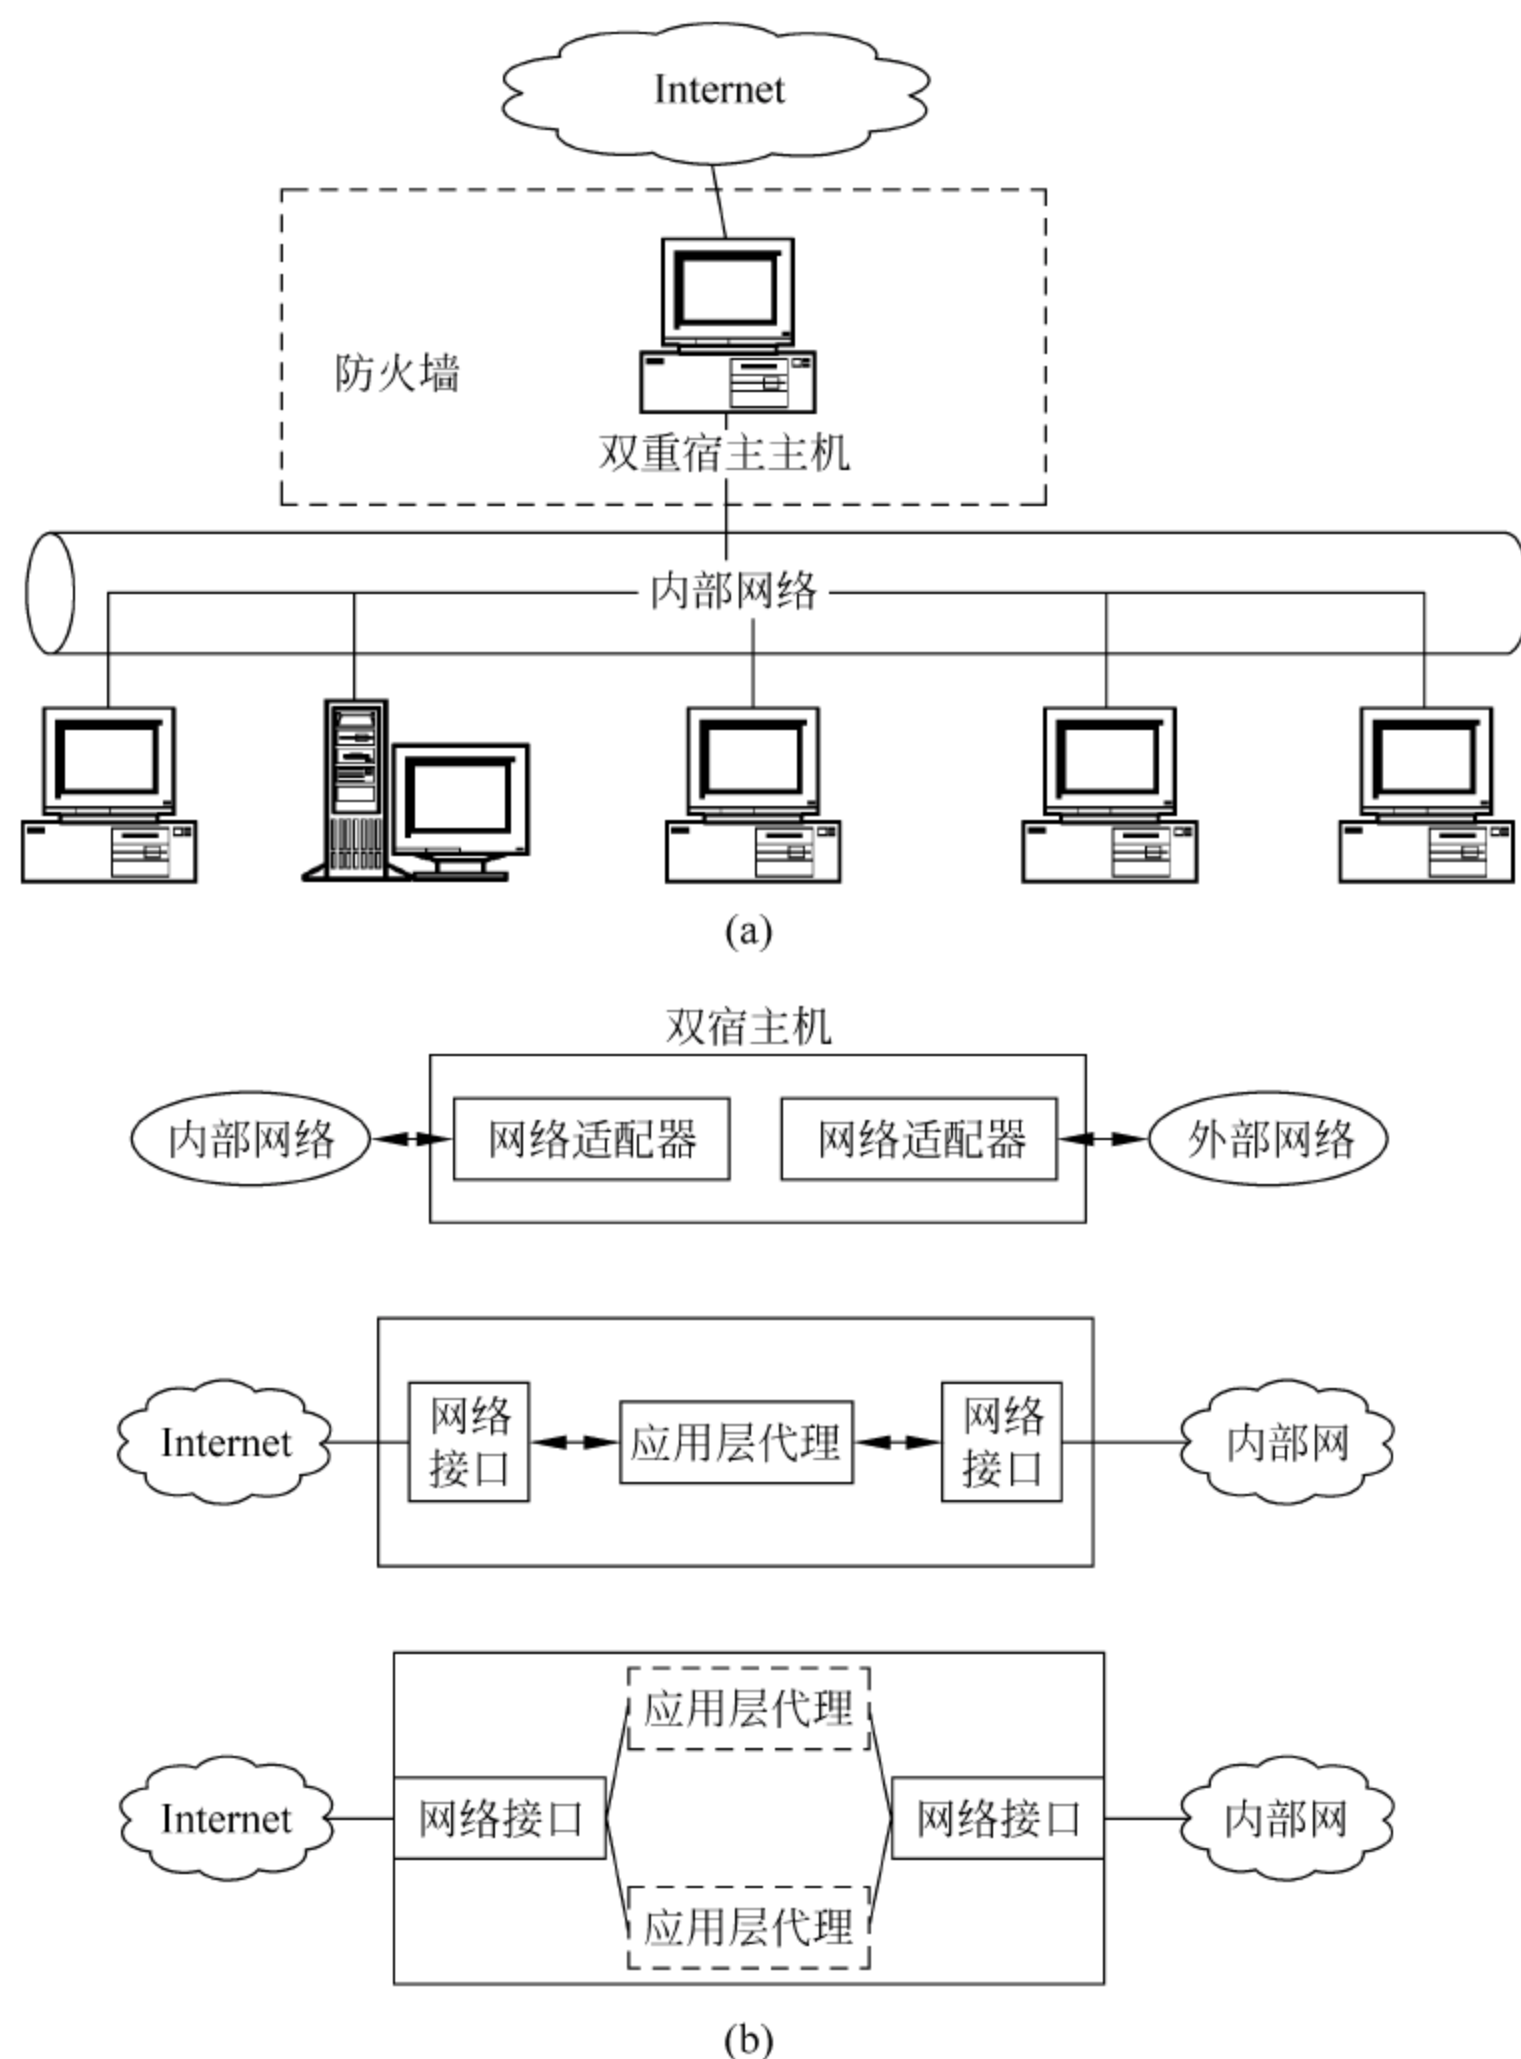 Internet
防火墙
双重宿主主机
内部网络
(a)
双宿主机
内部网络
网络适配器
网络适配器
外部网络
Internet
网络
接口
应用层代理
网络
接口
内部网
应用层代理
Internet
网络接口
网络接口
内部网
应用层代理
(b)